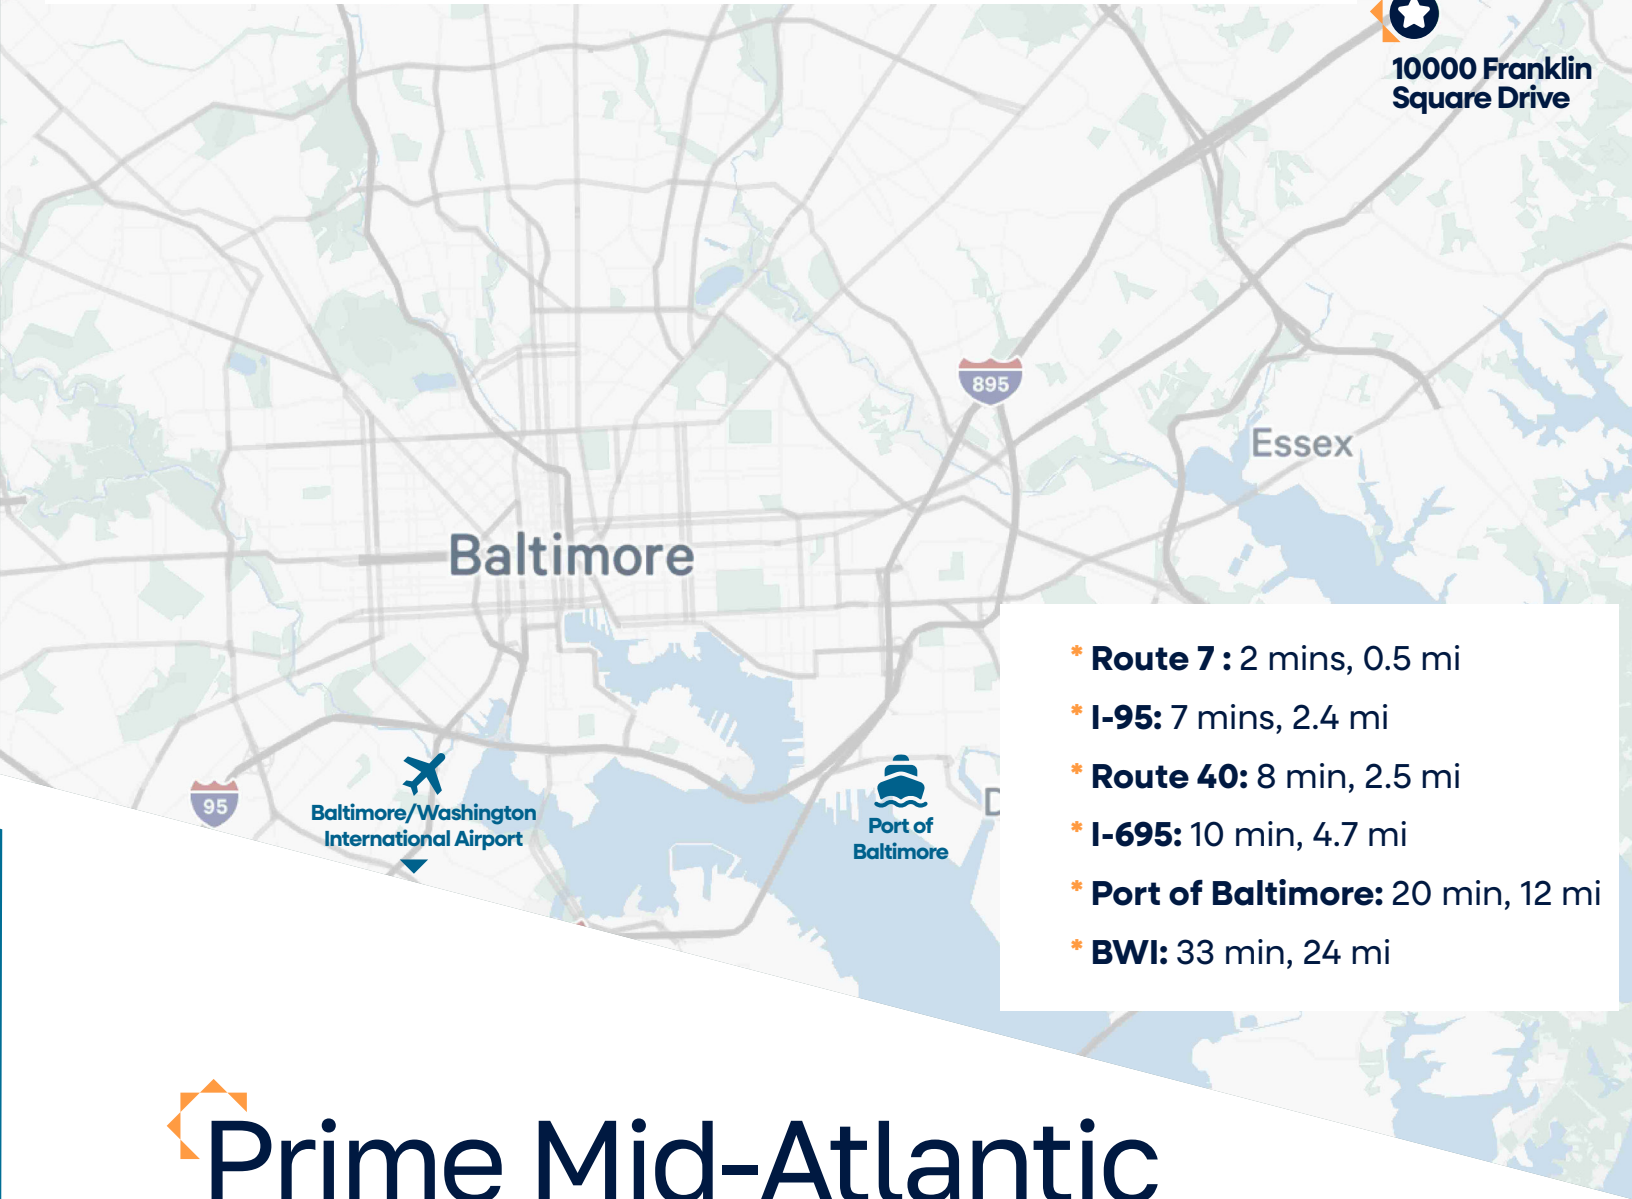 10000 Franklin
Square Drive
895
Essex
Baltimore
95
Baltimore/Washington
International Airport
Port of
Baltimore
* Route 7 : 2 mins, 0.5 mi
* I-95: 7 mins, 2.4 mi
* Route 40: 8 min, 2.5 mi
* I-695: 10 min, 4.7 mi
* Port of Baltimore: 20 min, 12 mi
* BWI: 33 min, 24 mi
Prime Mid-Atlantic